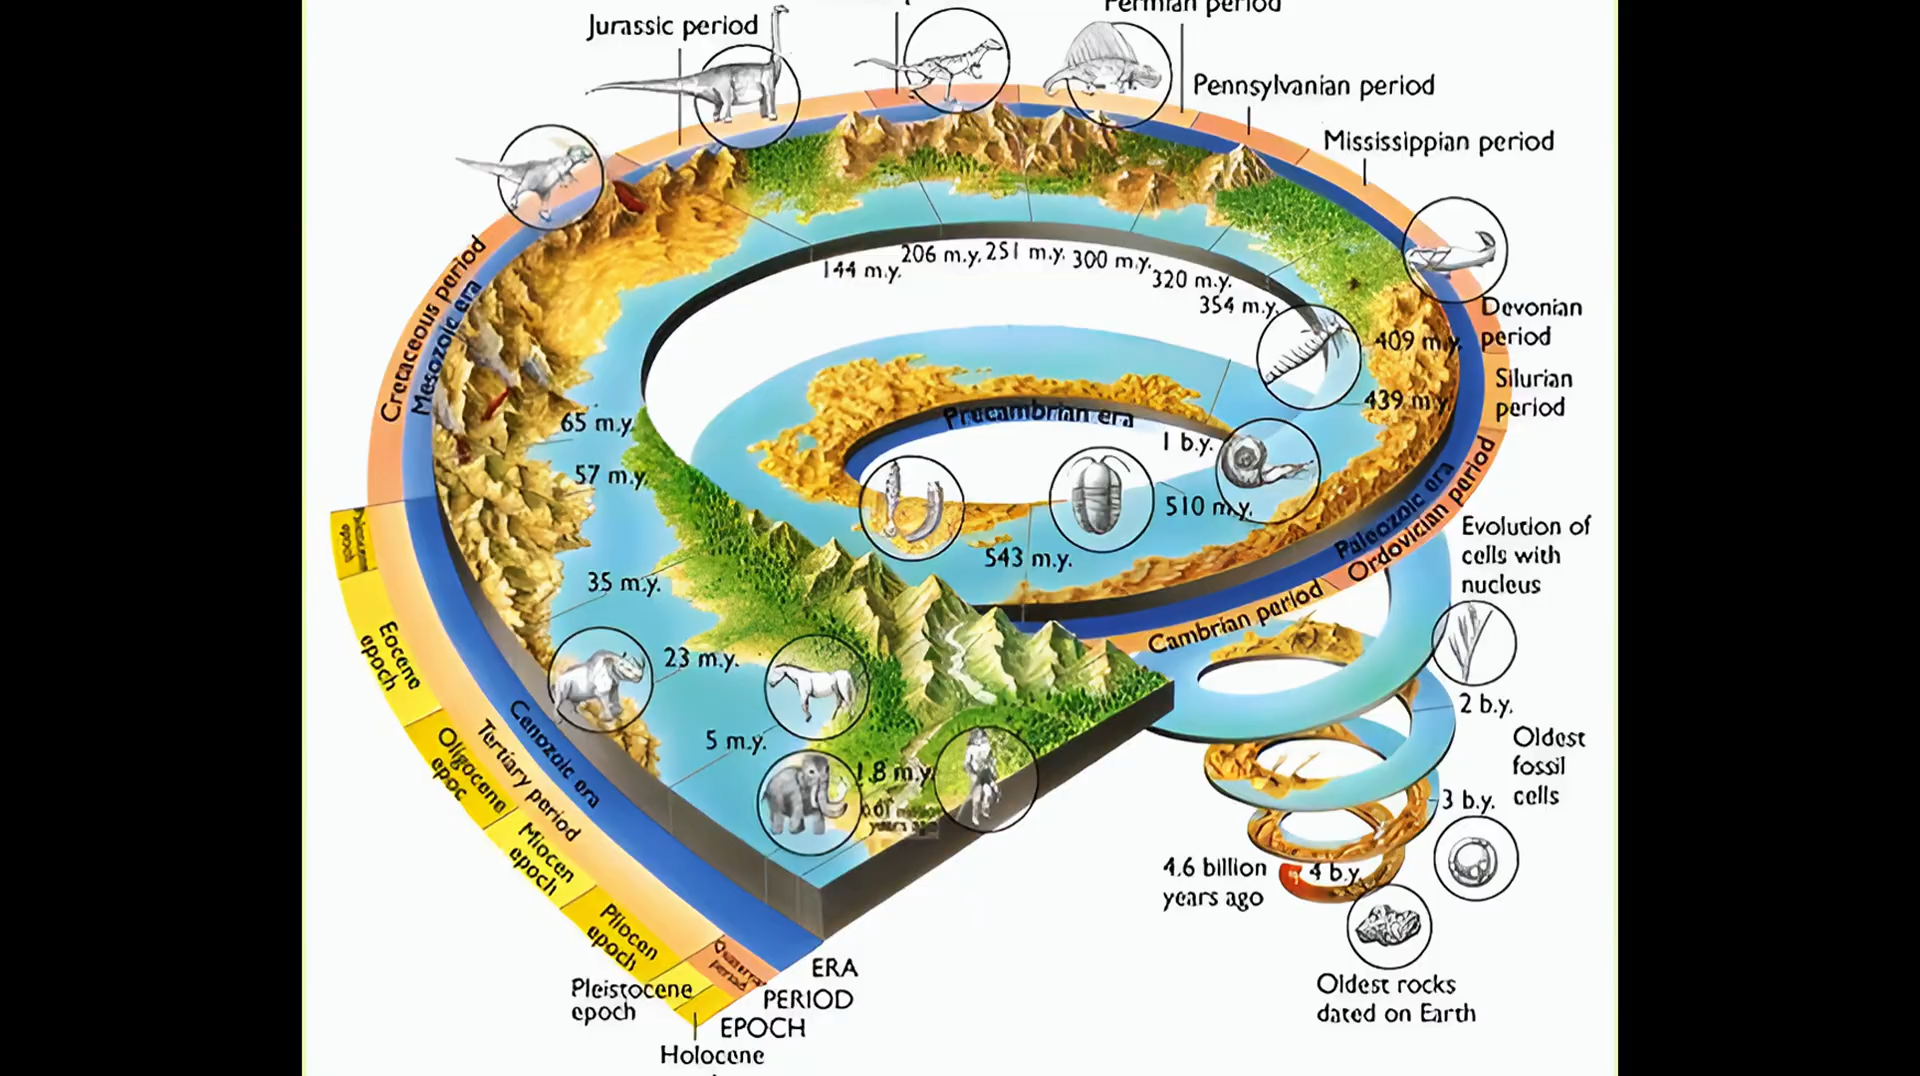 Permian period
Jurassic period
Pennsylvanian period
Mississippian period
Devonian
period
Silurian
period
Cretaceous period
Mesozoic era
144 m.y.
206 m.y.
251 m.y.
300 m.y.
320 m.y.
354 m.y.
409 m.y.
439 m.y.
65 m.y.
57 m.y.
Precambrian era
1 b.y.
510 m.y.
543 m.y.
35 m.y.
23 m.y.
5 m.y.
1.8 m.y.
Paleozoic era
Ordovician period
Cambrian period
Evolution of
cells with
nucleus
2 b.y.
Oldest
fossil
cells
3 b.y.
4.6 billion
years ago
4 b.y.
Oldest rocks
dated on Earth
epoch
Eocene
epoch
Oligocene
epoc
Miocen
epoch
Pliocen
epoch
Cenozoic era
Tertiary period
period
Pleistocene
epoch
ERA
PERIOD
EPOCH
Holocene